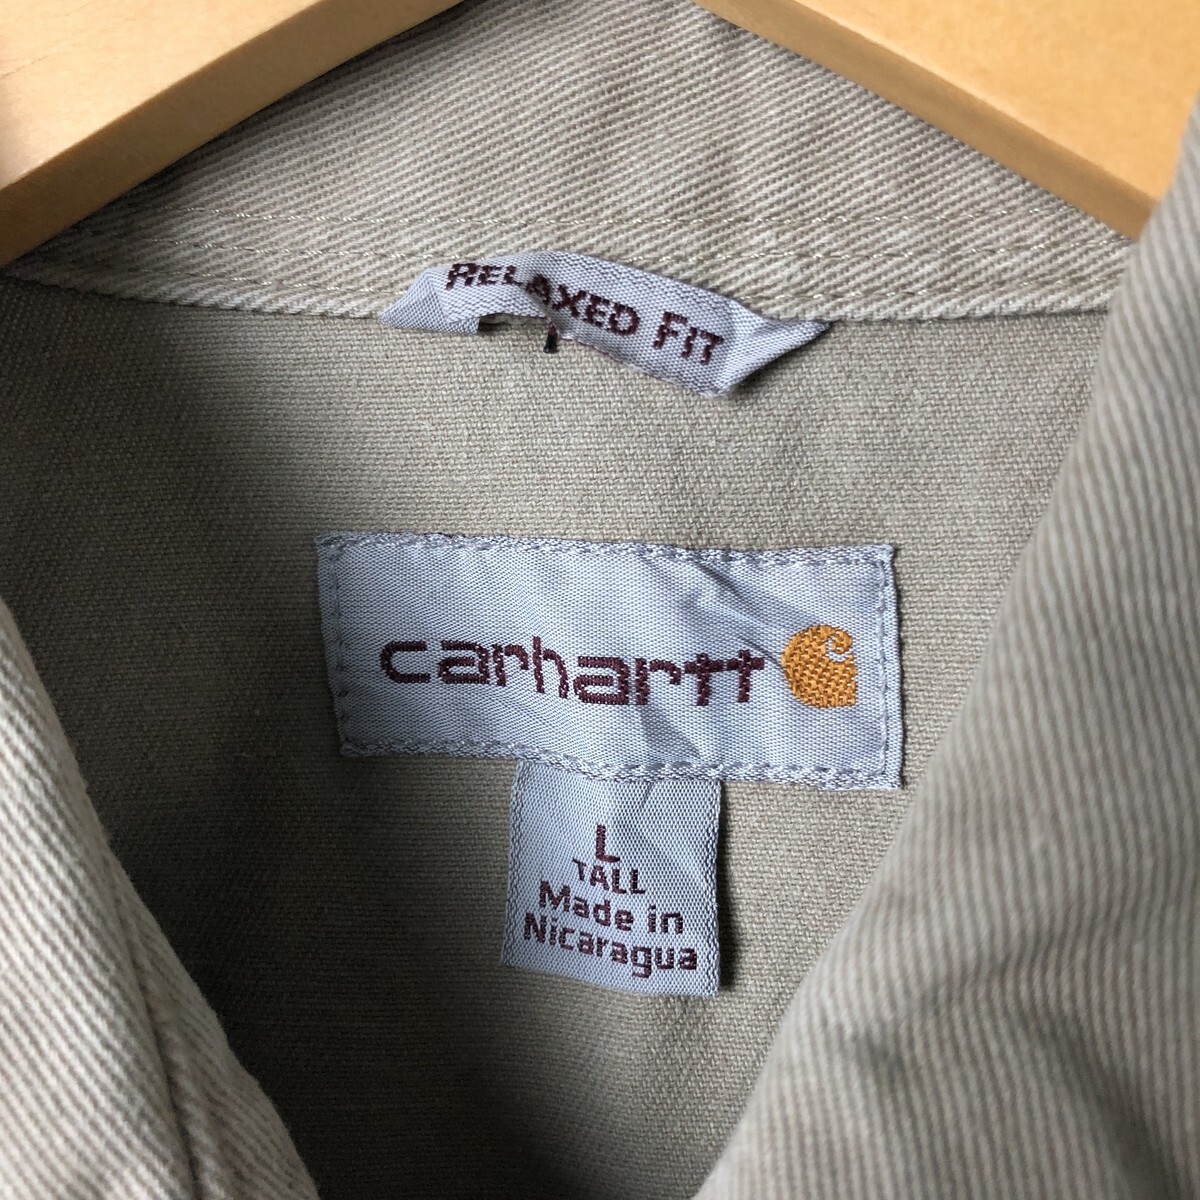 RELAXED FIT
carhartt
L
TALL
Made in
Nicaragua